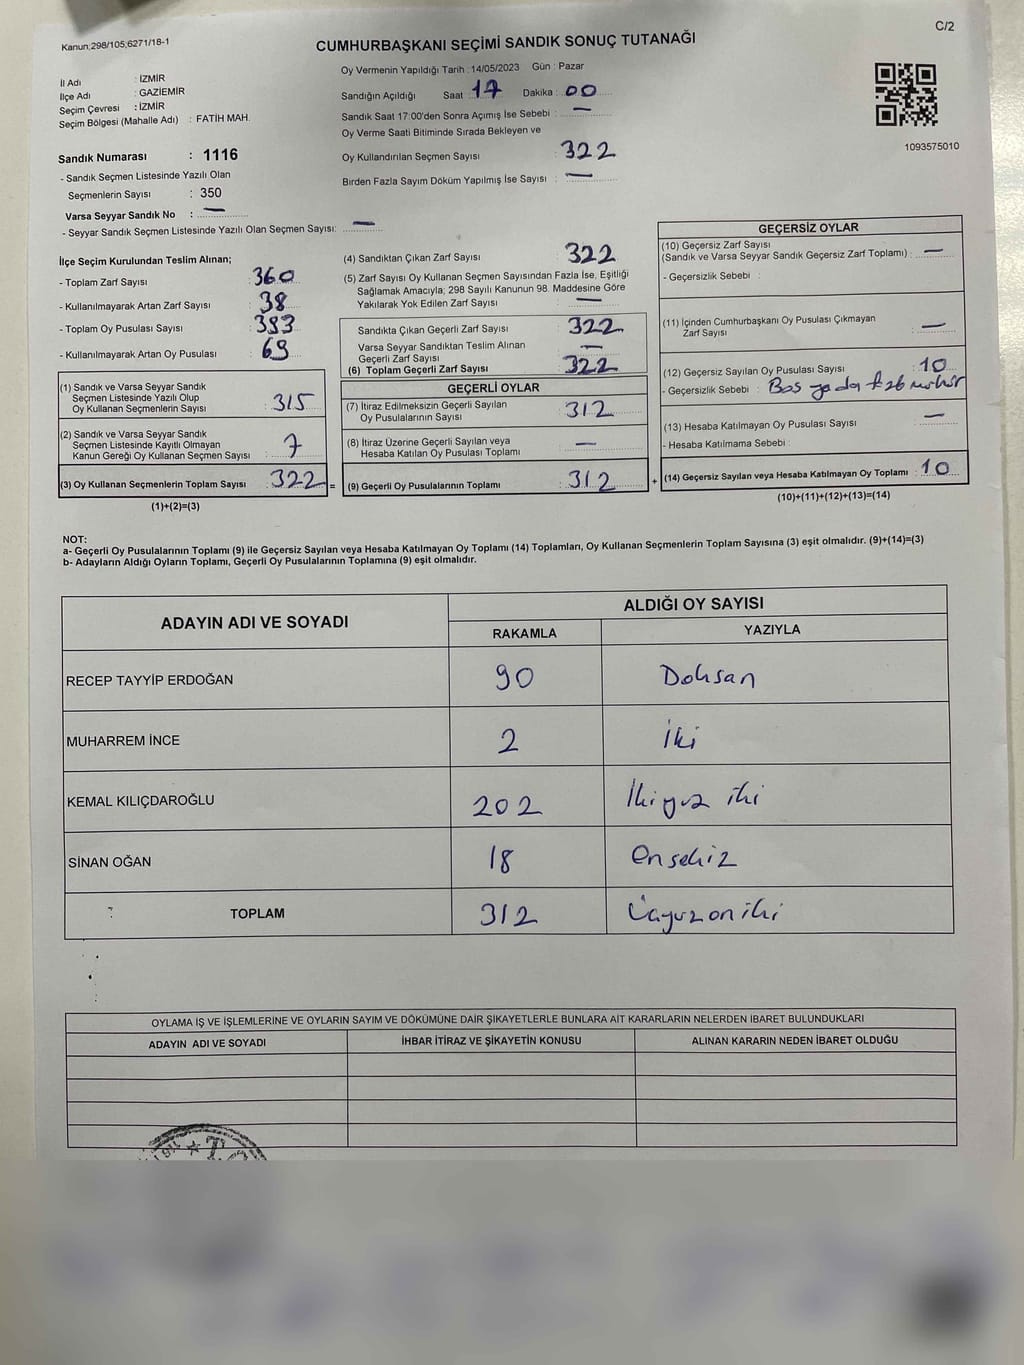 Kanun;298/105;6271/18-1
C/2
CUMHURBAŞKANI SEÇİMİ SANDIK SONUÇ TUTANAĞI
İl Adı : İZMİR
İlçe Adı : GAZİEMİR
Seçim Çevresi : İZMİR
Seçim Bölgesi (Mahalle Adı) : FATİH MAH.
Sandık Numarası : 1116
- Sandık Seçmen Listesinde Yazılı Olan
Seçmenlerin Sayısı : 350
Varsa Seyyar Sandık No : —
- Seyyar Sandık Seçmen Listesinde Yazılı Olan Seçmen Sayısı: —
Oy Vermenin Yapıldığı Tarih : 14/05/2023 Gün : Pazar
Sandığın Açıldığı Saat 17 Dakika : 00
Sandık Saat 17:00'den Sonra Açımış İse Sebebi : —
Oy Verme Saati Bitiminde Sırada Bekleyen ve
Oy Kullandırılan Seçmen Sayısı : 322
Birden Fazla Sayım Döküm Yapılmış İse Sayısı : —
1093575010
İlçe Seçim Kurulundan Teslim Alınan;
- Toplam Zarf Sayısı : 360
- Kullanılmayarak Artan Zarf Sayısı : 38
- Toplam Oy Pusulası Sayısı : 393
- Kullanılmayarak Artan Oy Pusulası : 69
(1) Sandık ve Varsa Seyyar Sandık
Seçmen Listesinde Yazılı Olup
Oy Kullanan Seçmenlerin Sayısı : 315
(2) Sandık ve Varsa Seyyar Sandık
Seçmen Listesinde Kayıtlı Olmayan
Kanun Gereği Oy Kullanan Seçmen Sayısı : 7
(3) Oy Kullanan Seçmenlerin Toplam Sayısı : 322 =
(1)+(2)=(3)
(4) Sandıktan Çıkan Zarf Sayısı : 322
(5) Zarf Sayısı Oy Kullanan Seçmen Sayısından Fazla İse, Eşitliği
Sağlamak Amacıyla; 298 Sayılı Kanunun 98. Maddesine Göre
Yakılarak Yok Edilen Zarf Sayısı : —
Sandıkta Çıkan Geçerli Zarf Sayısı : 322
Varsa Seyyar Sandıktan Teslim Alınan
Geçerli Zarf Sayısı : —
(6) Toplam Geçerli Zarf Sayısı : 322
GEÇERLİ OYLAR
(7) İtiraz Edilmeksizin Geçerli Sayılan
Oy Pusulalarının Sayısı : 312
(8) İtiraz Üzerine Geçerli Sayılan veya
Hesaba Katılan Oy Pusulası Toplamı : —
(9) Geçerli Oy Pusulalarının Toplamı : 312 +
GEÇERSİZ OYLAR
(10) Geçersiz Zarf Sayısı
(Sandık ve Varsa Seyyar Sandık Geçersiz Zarf Toplamı) : —
- Geçersizlik Sebebi :
(11) İçinden Cumhurbaşkanı Oy Pusulası Çıkmayan
Zarf Sayısı : —
(12) Geçersiz Sayılan Oy Pusulası Sayısı : 10
- Geçersizlik Sebebi : Boş ya da
(13) Hesaba Katılmayan Oy Pusulası Sayısı : —
- Hesaba Katılmama Sebebi :
(14) Geçersiz Sayılan veya Hesaba Katılmayan Oy Toplamı : 10
(10)+(11)+(12)+(13)=(14)
NOT:
a- Geçerli Oy Pusulalarının Toplamı (9) ile Geçersiz Sayılan veya Hesaba Katılmayan Oy Toplamı (14) Toplamları, Oy Kullanan Seçmenlerin Toplam Sayısına (3) eşit olmalıdır. (9)+(14)=(3)
b- Adayların Aldığı Oyların Toplamı, Geçerli Oy Pusulalarının Toplamına (9) eşit olmalıdır.
ADAYIN ADI VE SOYADI ALDIĞI OY SAYISI
RAKAMLA YAZIYLA
RECEP TAYYİP ERDOĞAN 90 Doksan
MUHARREM İNCE 2 İki
KEMAL KILIÇDAROĞLU 202 İkiyüz iki
SİNAN OĞAN 18 Onsekiz
TOPLAM 312 Üçyüzoniki
OYLAMA İŞ VE İŞLEMLERİNE VE OYLARIN SAYIM VE DÖKÜMÜNE DAİR ŞİKAYETLERLE BUNLARA AİT KARARLARIN NELERDEN İBARET BULUNDUKLARI
ADAYIN ADI VE SOYADI İHBAR İTİRAZ VE ŞİKAYETİN KONUSU ALINAN KARARIN NEDEN İBARET OLDUĞU